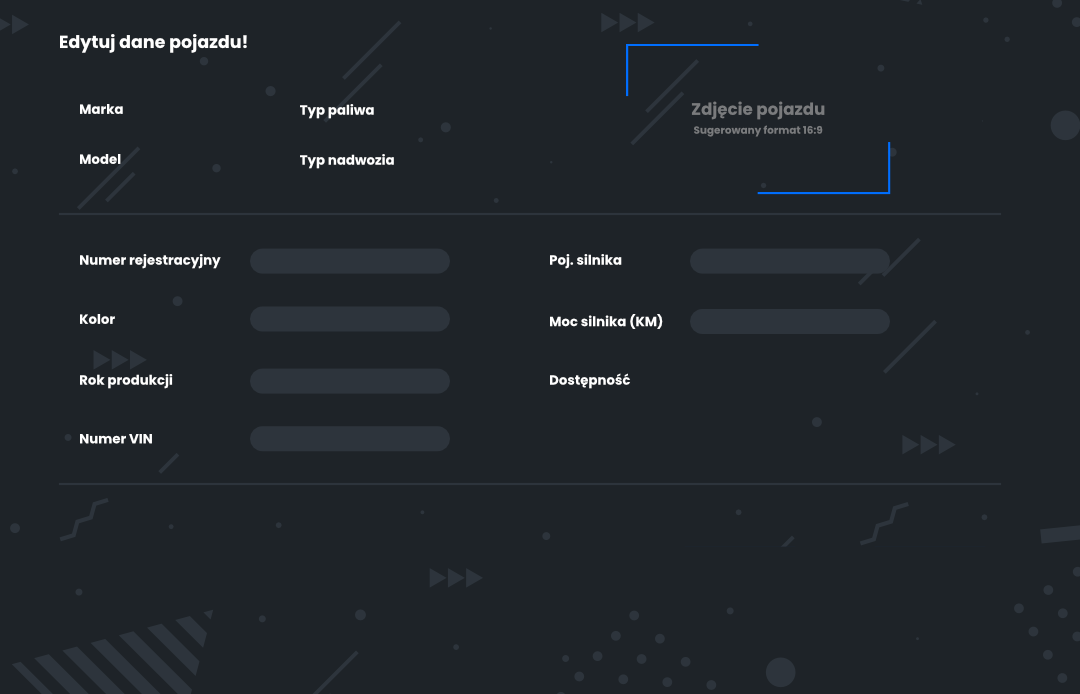 Edytuj dane pojazdu!
Marka
Typ paliwa
Model
Typ nadwozia
Zdjęcie pojazdu
Sugerowany format 16:9
Numer rejestracyjny
Poj. silnika
Kolor
Moc silnika (KM)
Rok produkcji
Dostępność
Numer VIN